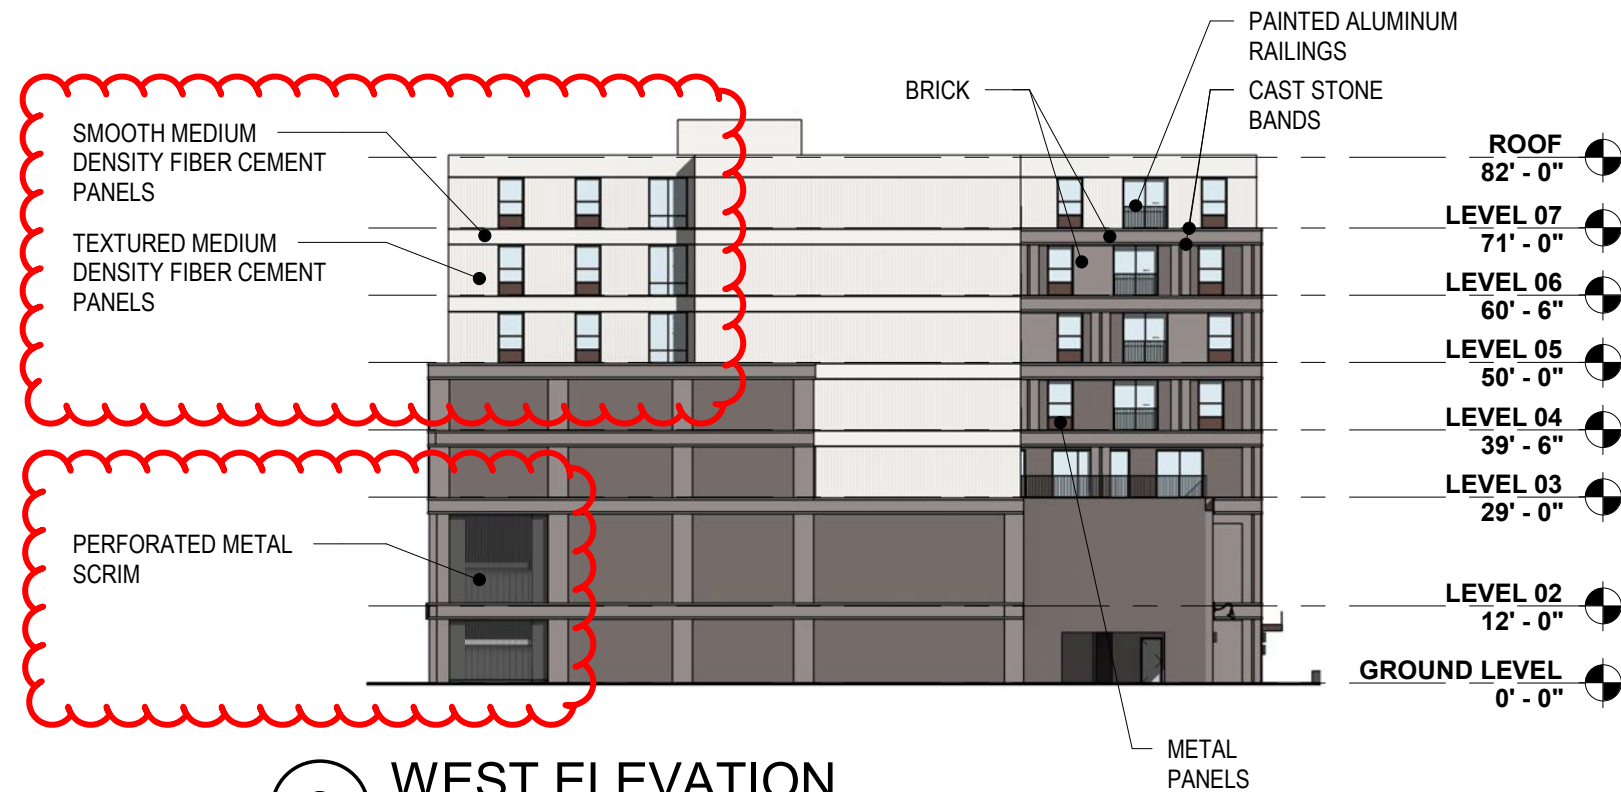 PAINTED ALUMINUM
RAILINGS
BRICK
CAST STONE
BANDS
SMOOTH MEDIUM
DENSITY FIBER CEMENT
PANELS
TEXTURED MEDIUM
DENSITY FIBER CEMENT
PANELS
PERFORATED METAL
SCRIM
ROOF
82' - 0"
LEVEL 07
71' - 0"
LEVEL 06
60' - 6"
LEVEL 05
50' - 0"
LEVEL 04
39' - 6"
LEVEL 03
29' - 0"
LEVEL 02
12' - 0"
GROUND LEVEL
0' - 0"
METAL
PANELS
WEST ELEVATION